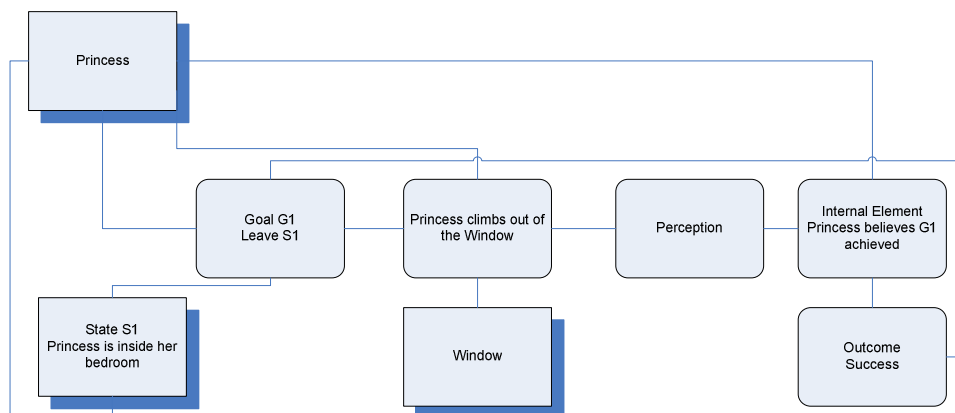 Princess
Goal G1
Leave S1
Princess climbs out of
the Window
Perception
Internal Element
Princess believes G1
achieved
State S1
Princess is inside her
bedroom
Window
Outcome
Success